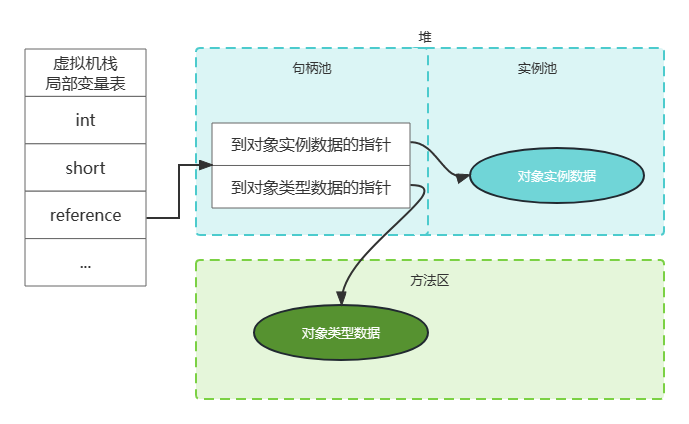 堆
虚拟机栈
局部变量表
int
short
reference
...
句柄池
实例池
到对象实例数据的指针
到对象类型数据的指针
对象实例数据
方法区
对象类型数据